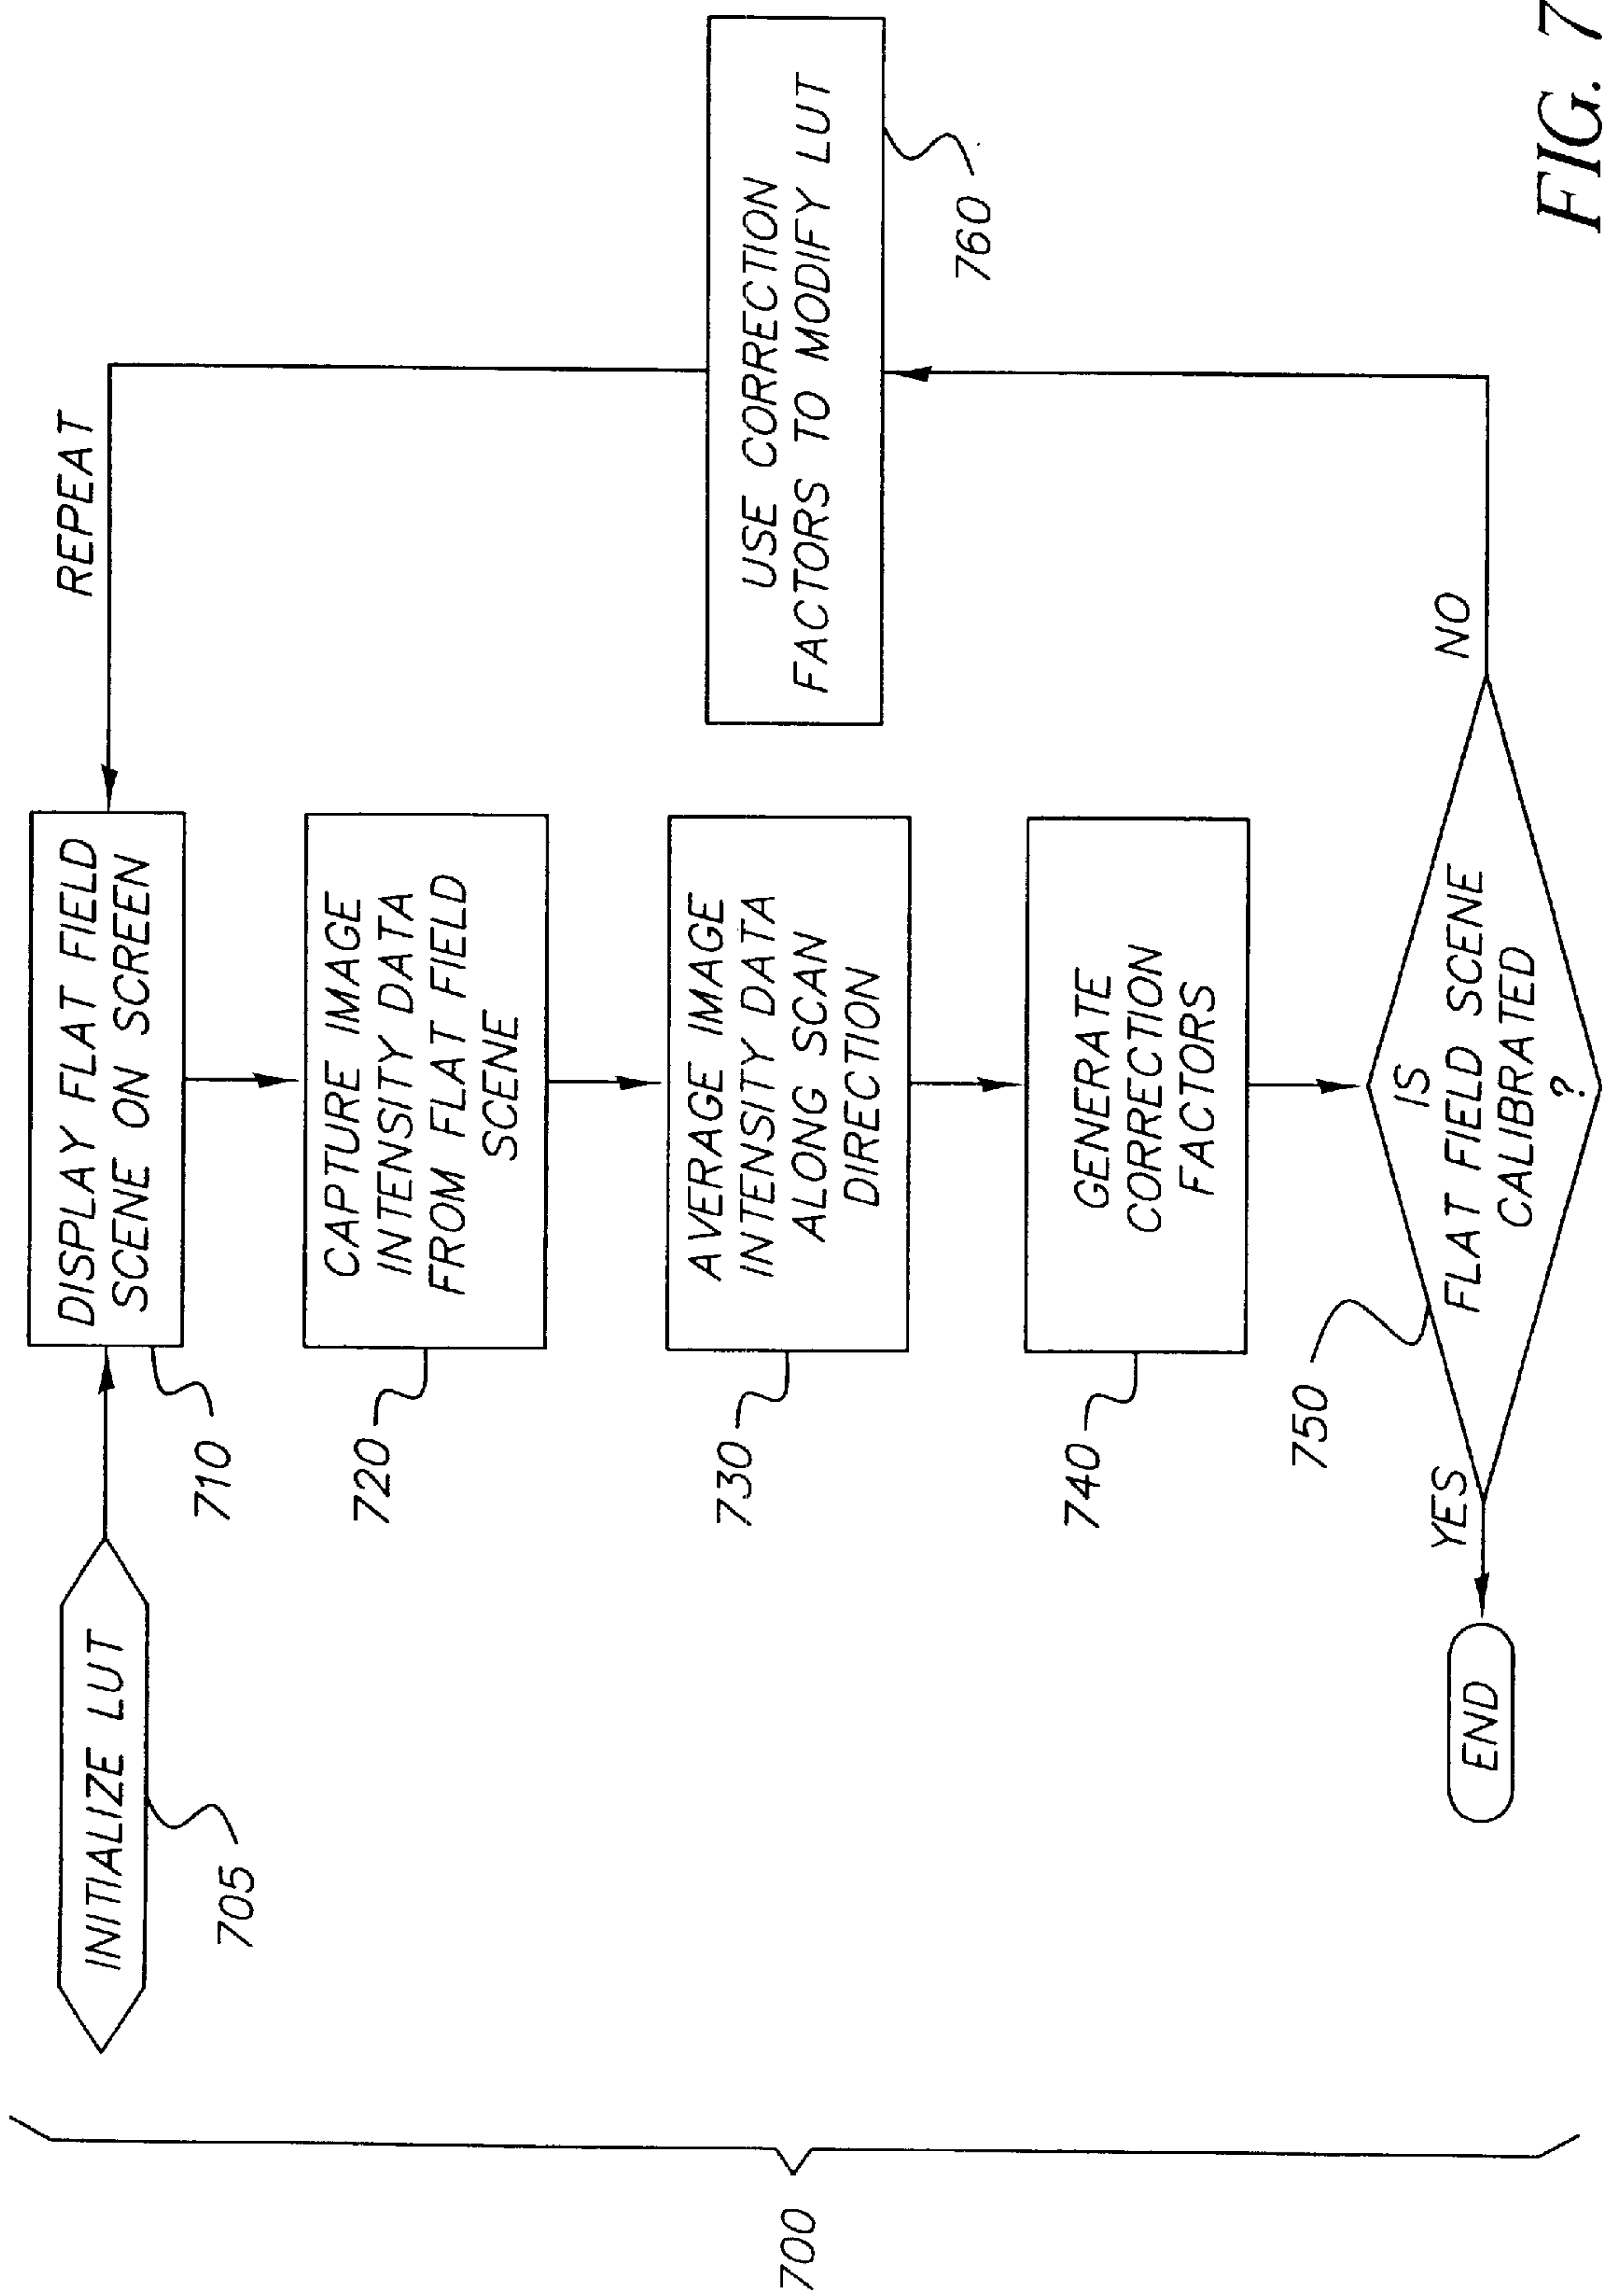 700
INITIALIZE LUT
705
DISPLAY FLAT FIELD
SCENE ON SCREEN
710
REPEAT
CAPTURE IMAGE
INTENSITY DATA
FROM FLAT FIELD
SCENE
720
AVERAGE IMAGE
INTENSITY DATA
ALONG SCAN
DIRECTION
730
GENERATE
CORRECTION
FACTORS
740
IS
FLAT FIELD SCENE
CALIBRATED
?
750
YES
END
NO
USE CORRECTION
FACTORS TO MODIFY LUT
760
FIG. 7